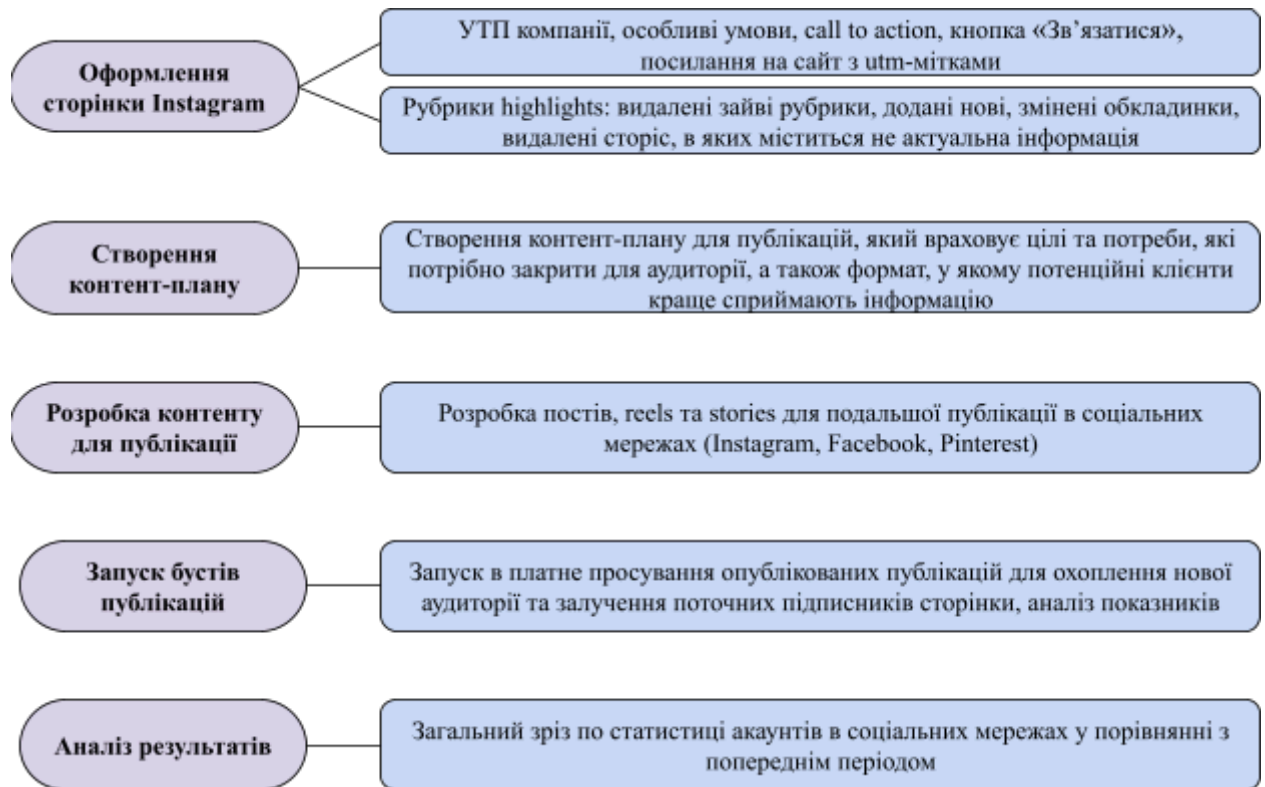 Оформлення
сторінки Instagram
УТП компанії, особливі умови, call to action, кнопка «Зв’язатися»,
посилання на сайт з utm-мітками
Рубрики highlights: видалені зайві рубрики, додані нові, змінені обкладинки,
видалені сторіс, в яких міститься не актуальна інформація
Створення
контент-плану
Створення контент-плану для публікацій, який враховує цілі та потреби, які
потрібно закрити для аудиторії, а також формат, у якому потенційні клієнти
краще сприймають інформацію
Розробка контенту
для публікації
Розробка постів, reels та stories для подальшої публікації в соціальних
мережах (Instagram, Facebook, Pinterest)
Запуск бустів
публікацій
Запуск в платне просування опублікованих публікацій для охоплення нової
аудиторії та залучення поточних підписників сторінки, аналіз показників
Аналіз результатів
Загальний зріз по статистиці акаунтів в соціальних мережах у порівнянні з
попереднім періодом